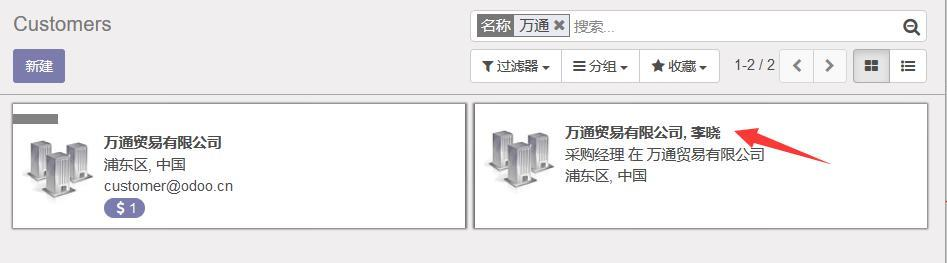 Customers
名称 万通 搜索...
新建 过滤器 分组 收藏 1-2 / 2
万通贸易有限公司
浦东区, 中国
customer@odoo.cn
$ 1
万通贸易有限公司, 李晓
采购经理 在 万通贸易有限公司
浦东区, 中国